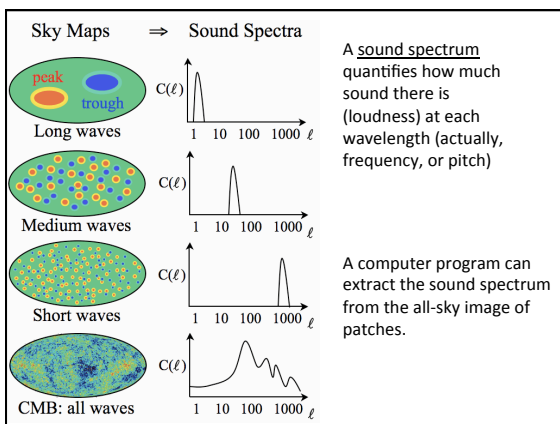 Sky Maps ⇒ Sound Spectra
peak
trough
Long waves
C(ℓ)
1 10 100 1000 ℓ
Medium waves
C(ℓ)
1 10 100 1000 ℓ
Short waves
C(ℓ)
1 10 100 1000 ℓ
CMB: all waves
C(ℓ)
1 10 100 1000 ℓ
A sound spectrum
quantifies how much
sound there is
(loudness) at each
wavelength (actually,
frequency, or pitch)
A computer program can
extract the sound spectrum
from the all-sky image of
patches.